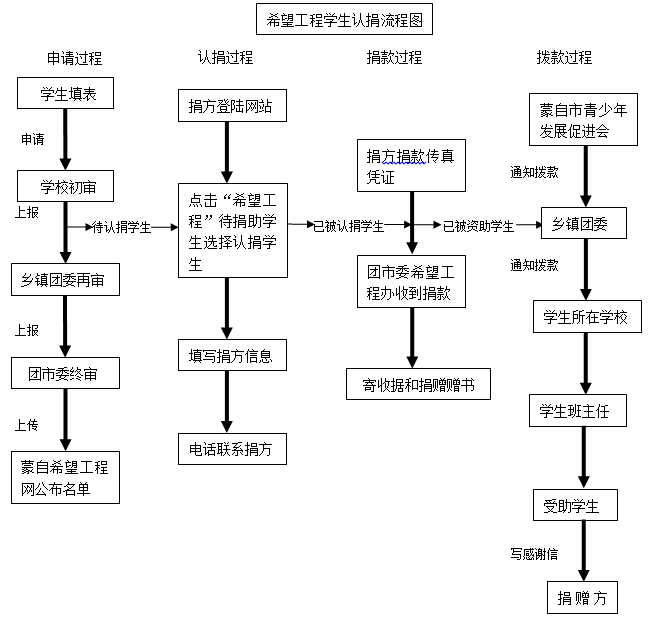 希望工程学生认捐流程图
申请过程
认捐过程
捐款过程
拨款过程
学生填表
申请
学校初审
上报
待认捐学生
乡镇团委再审
上报
团市委终审
上传
蒙自希望工程
网公布名单
捐方登陆网站
点击“希望工
程”待捐助学
生选择认捐学
生
已被认捐学生
填写捐方信息
电话联系捐方
捐方捐款传真
凭证
已被资助学生
团市委希望工
程办收到捐款
寄收据和捐赠赠书
蒙自市青少年
发展促进会
通知拨款
乡镇团委
通知拨款
学生所在学校
学生班主任
受助学生
写感谢信
捐 赠 方